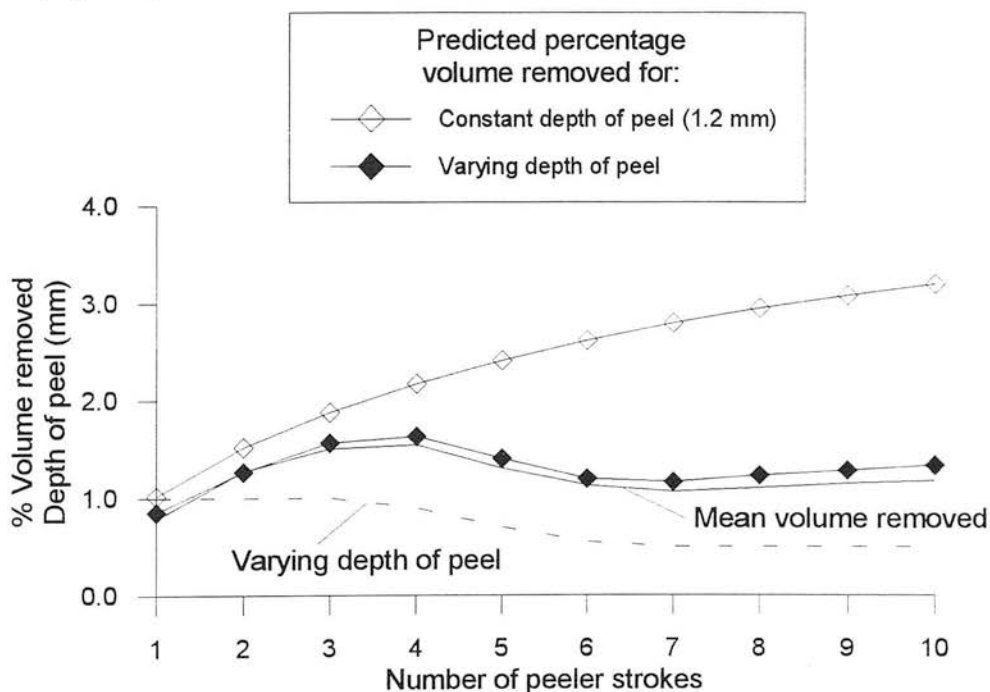 Predicted percentage
volume removed for:
Constant depth of peel (1.2 mm)
Varying depth of peel
4.0
3.0
2.0
1.0
0.0
% Volume removed
Depth of peel (mm)
Mean volume removed
Varying depth of peel
1 2 3 4 5 6 7 8 9 10
Number of peeler strokes